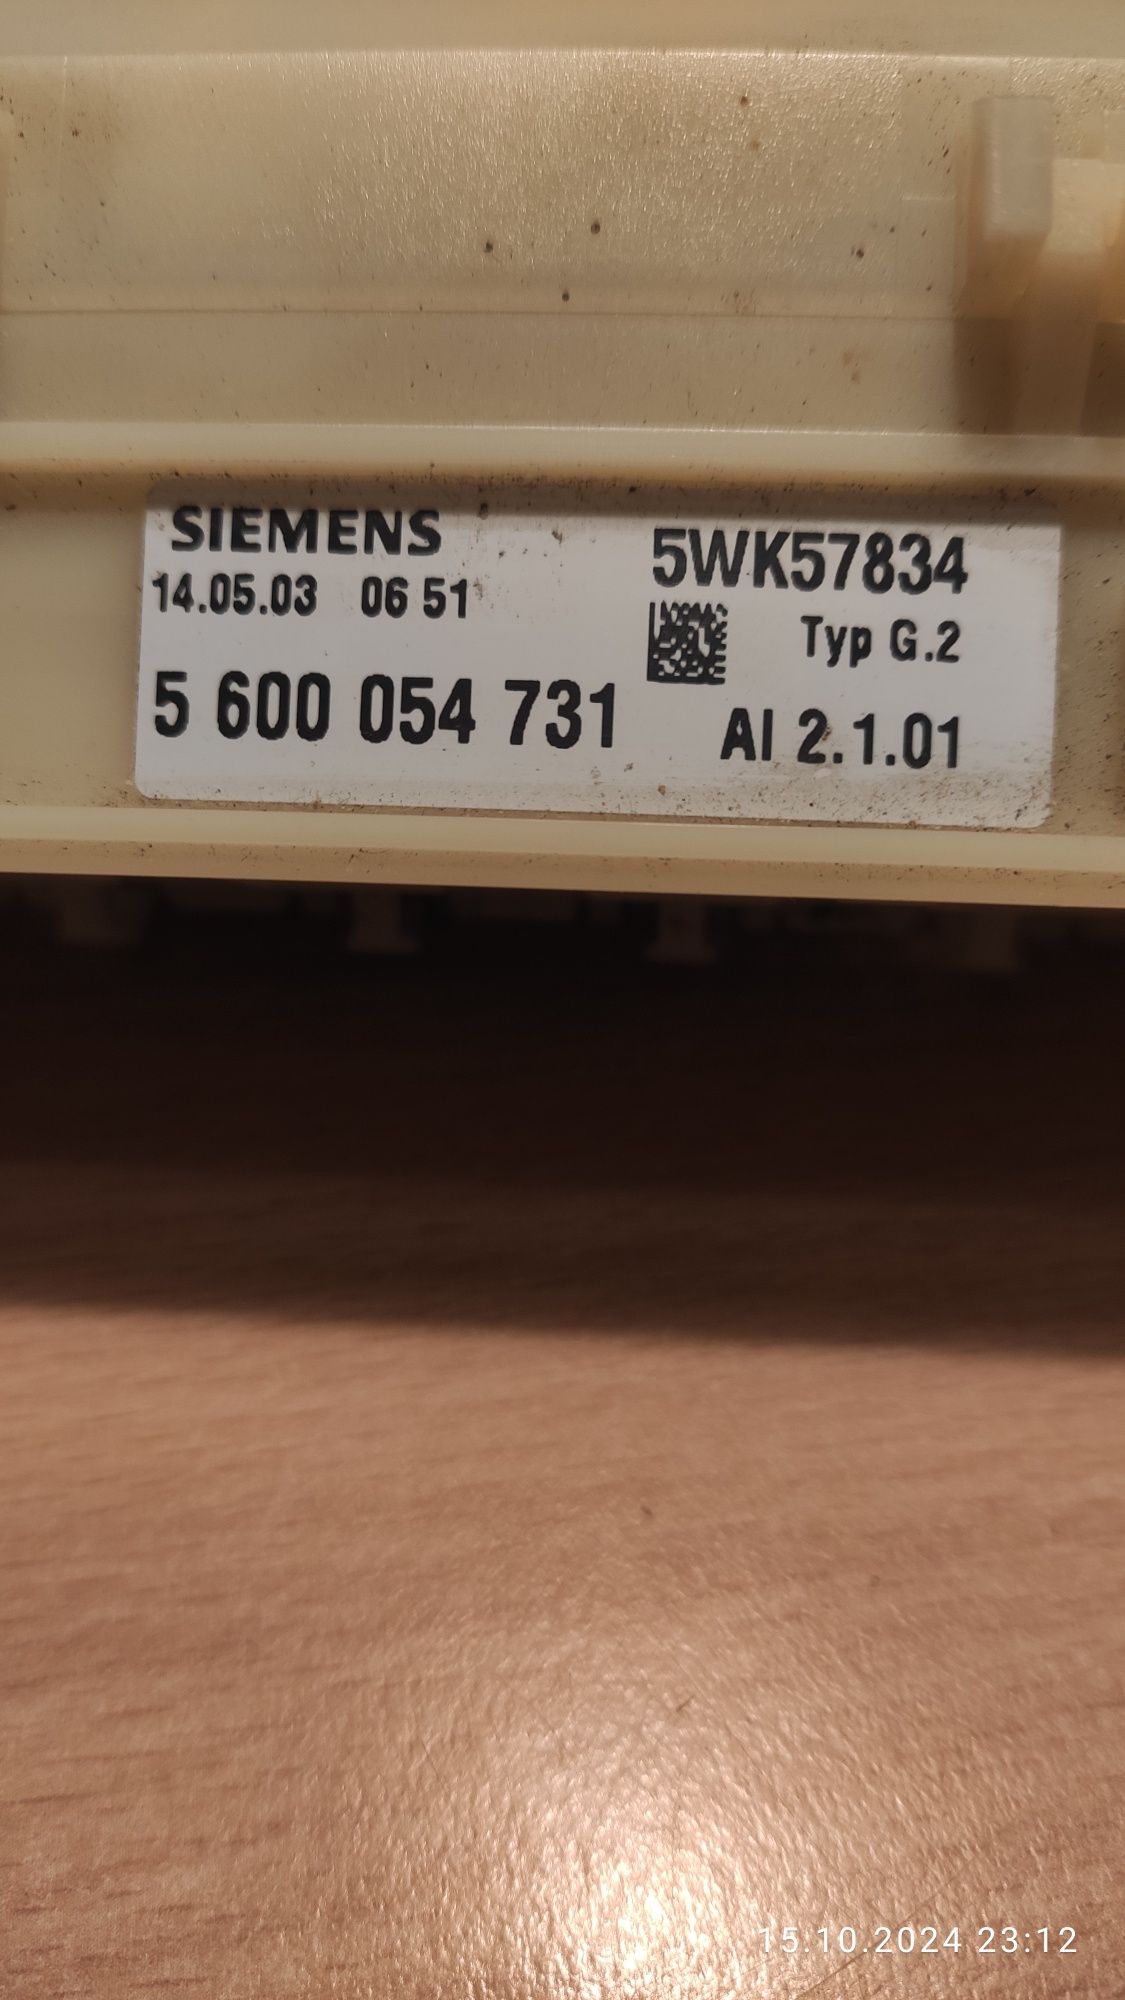 SIEMENS
14.05.03 06 51
5 600 054 731
5WK57834
Typ G.2
AI 2.1.01
15.10.2024 23:12